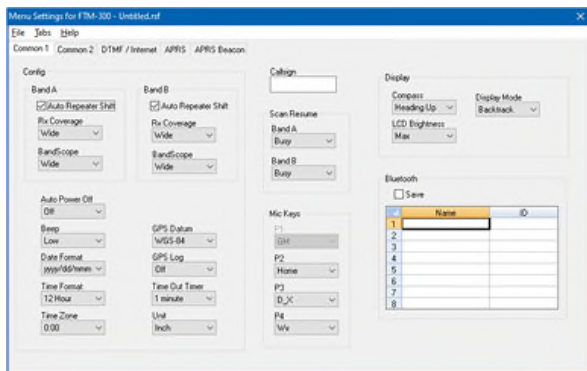 Menu Settings for FTM-300 - Untitled.rsf
File Tabs Help
Common 1 Common 2 DTMF / Internet APRS APRS Beacon
Config
Band A
Auto Repeater Shift
Rx Coverage
Wide
BandScope
Wide
Band B
Auto Repeater Shift
Rx Coverage
Wide
BandScope
Wide
Auto Power Off
Off
Beep
Low
Date Format
yyyy/dd/mmm
Time Format
12 Hour
Time Zone
0:00
GPS Datum
WGS-84
GPS Log
Off
Time Out Timer
1 minute
Unit
Inch
Callsign
Scan Resume
Band A
Busy
Band B
Busy
Mic Keys
P1
GM
P2
Home
P3
D_X
P4
Wx
Display
Compass
Heading Up
LCD Brightness
Max
Display Mode
Backtrack
Bluetooth
Save
Name ID
1
2
3
4
5
6
7
8